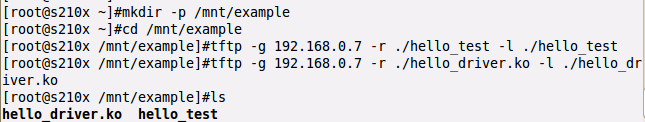 [root@s210x ~]#mkdir -p /mnt/example
[root@s210x ~]#cd /mnt/example
[root@s210x /mnt/example]#tftp -g 192.168.0.7 -r ./hello_test -l ./hello_test
[root@s210x /mnt/example]#tftp -g 192.168.0.7 -r ./hello_driver.ko -l ./hello_dr
iver.ko
[root@s210x /mnt/example]#ls
hello_driver.ko  hello_test